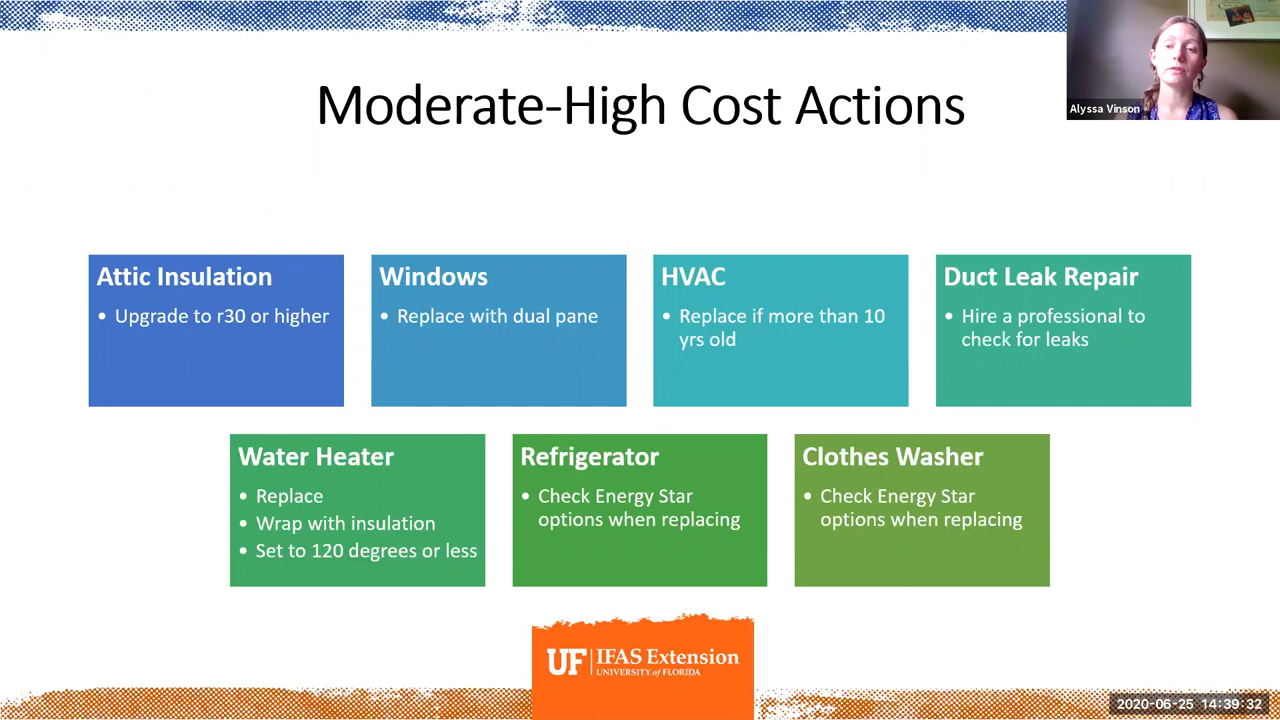 Moderate-High Cost Actions
Alyssa Vinson
Attic Insulation
• Upgrade to r30 or higher
Windows
• Replace with dual pane
HVAC
• Replace if more than 10
yrs old
Duct Leak Repair
• Hire a professional to
check for leaks
Water Heater
• Replace
• Wrap with insulation
• Set to 120 degrees or less
Refrigerator
• Check Energy Star
options when replacing
Clothes Washer
• Check Energy Star
options when replacing
UF IFAS Extension
UNIVERSITY of FLORIDA
2020-06-25 14:39:32